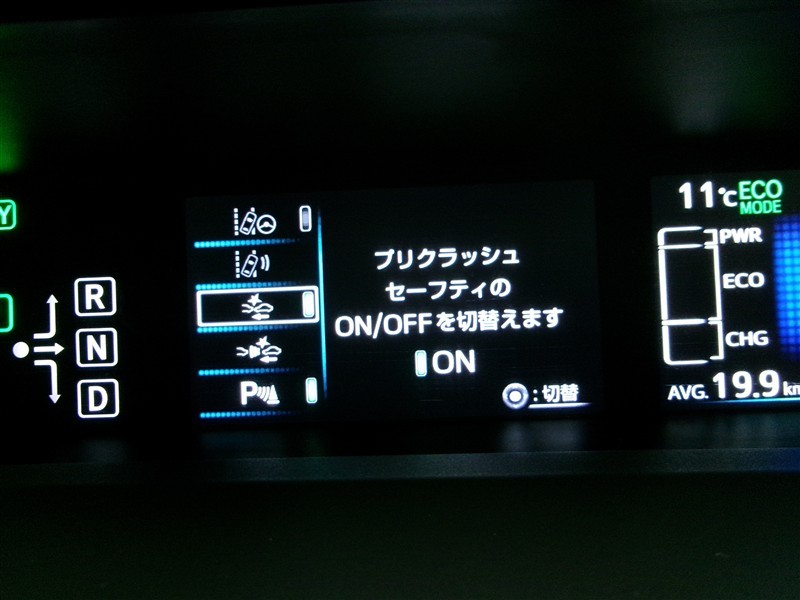 Y
R
N
D
P
プリクラッシュ
セーフティの
ON/OFFを切替えます
ON
:切替
11℃
ECO
MODE
PWR
ECO
CHG
AVG. 19.9 km